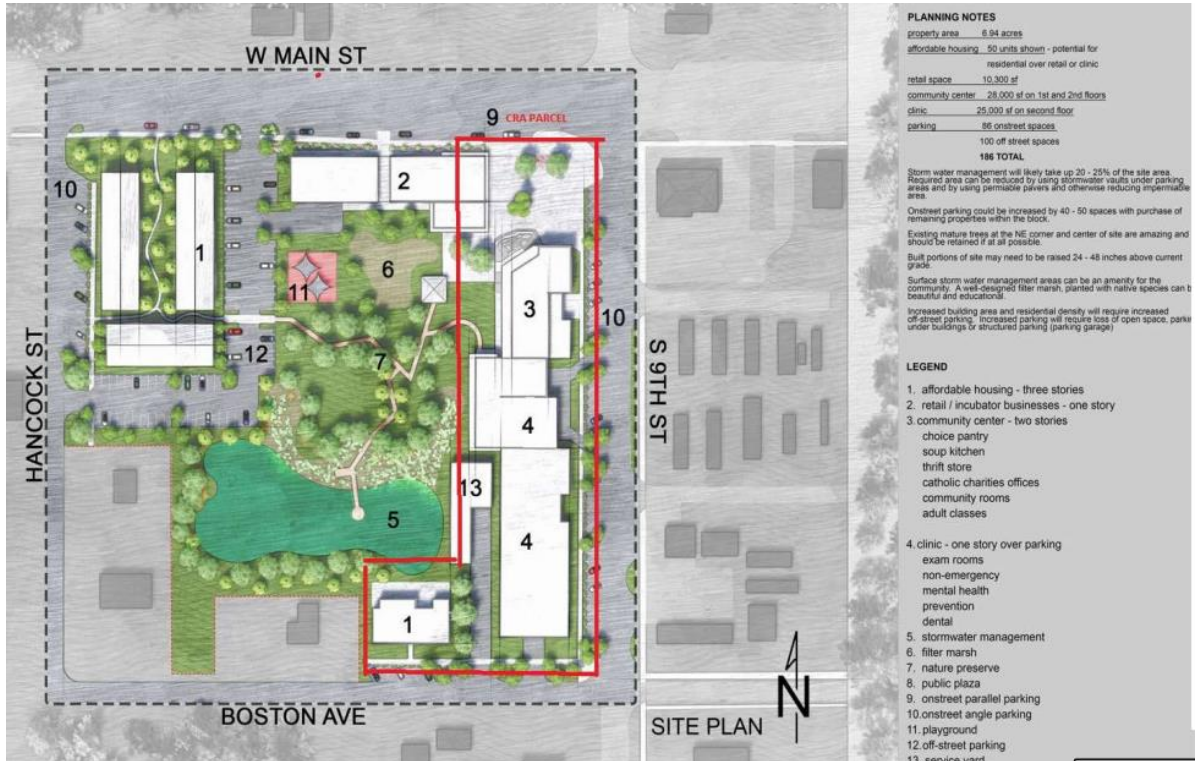 W MAIN ST
9 CRA PARCEL
10
2
1
6
11
3
10
12
7
HANCOCK ST
S 9TH ST
4
13
5
4
1
BOSTON AVE
SITE PLAN
N
PLANNING NOTES
property area 6.94 acres
affordable housing 50 units shown - potential for
residential over retail or clinic
retail space 10,300 sf
community center 28,000 sf on 1st and 2nd floors
clinic 25,000 sf on second floor
parking 86 onstreet spaces
100 off street spaces
186 TOTAL
Storm water management will likely take up 20 - 25% of the site area.
Required area can be reduced by using stormwater vaults under parking
areas and by using permiable pavers and otherwise reducing impermiable
area.
Onstreet parking could be increased by 40 - 50 spaces with purchase of
remaining properties within the block.
Existing mature trees at the NE corner and center of site are amazing and
should be retained if at all possible.
Built portions of site may need to be raised 24 - 48 inches above current
grade.
Surface storm water management areas can be an amenity for the
community. A well-designed filter marsh, planted with native species can b
beautiful and educational.
Increased building area and residential density will require increased
off-street parking. Increased parking will require loss of open space, parkin
under buildings or structured parking (parking garage)
LEGEND
1. affordable housing - three stories
2. retail / incubator businesses - one story
3. community center - two stories
choice pantry
soup kitchen
thrift store
catholic charities offices
community rooms
adult classes
4. clinic - one story over parking
exam rooms
non-emergency
mental health
prevention
dental
5. stormwater management
6. filter marsh
7. nature preserve
8. public plaza
9. onstreet parallel parking
10. onstreet angle parking
11. playground
12. off-street parking
13. service yard